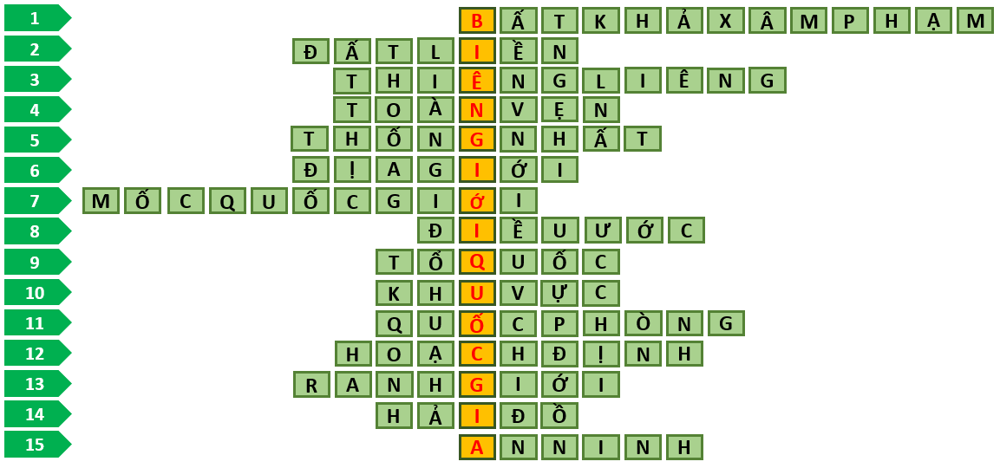 1 BẤTKHẢXÂMPHẠM
2 ĐẤTLIỀN
3 THIÊNGLIÊNG
4 TOÀNVẸN
5 THỐNGNHẤT
6 ĐỊAGIỚI
7 MỐCQUỐCGIỚI
8 ĐIỀUƯỚC
9 TỔQUỐC
10 KHUVỰC
11 QUỐCPHÒNG
12 HOẠCHĐỊNH
13 RANHGIỚI
14 HẢIĐỒ
15 ANNINH